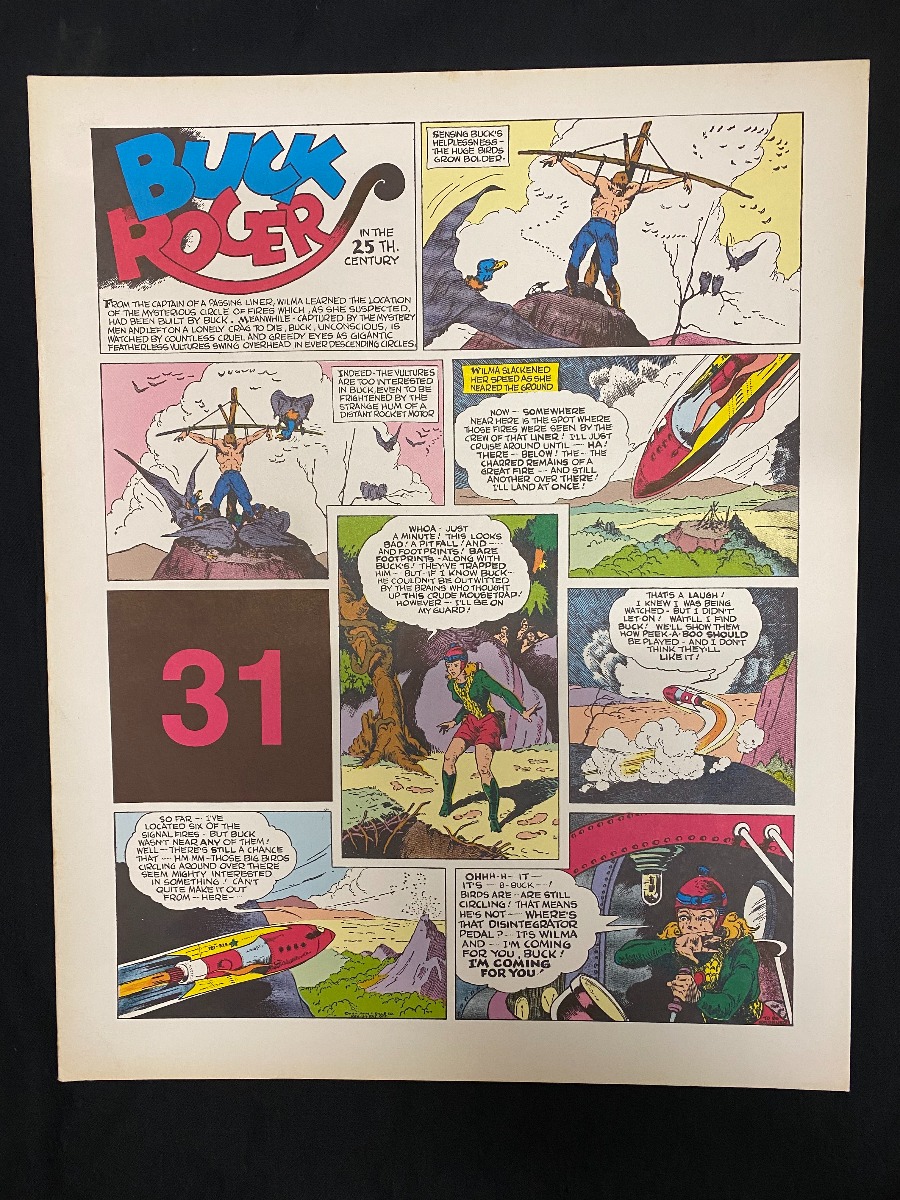 BUCK
ROGERS
IN THE
25 TH.
CENTURY
FROM THE CAPTAIN OF A PASSING LINER, WILMA LEARNED THE LOCATION
OF THE MYSTERIOUS CIRCLE OF FIRES WHICH, AS SHE SUSPECTED,
HAD BEEN BUILT BY BUCK. MEANWHILE - CAPTURED BY THE MYSTERY
MEN AND LEFT ON A LONELY CRAG TO DIE, BUCK, UNCONSCIOUS, IS
WATCHED BY COUNTLESS CRUEL AND GREEDY EYES AS GIGANTIC
FEATHERLESS VULTURES SWING OVERHEAD IN EVER DESCENDING CIRCLES.
SENSING BUCK'S
HELPLESSNESS -
THE HUGE BIRDS
GROW BOLDER.
INDEED - THE VULTURES
ARE TOO INTERESTED
IN BUCK, EVEN TO BE
FRIGHTENED BY THE
STRANGE HUM OF A
DISTANT ROCKET MOTOR
WILMA SLACKENED
HER SPEED AS SHE
NEARED THE GROUND
NOW -- SOMEWHERE
NEAR HERE IS THE SPOT WHERE
THOSE FIRES WERE SEEN BY THE
CREW OF THAT LINER! I'LL JUST
CRUISE AROUND UNTIL --- HA!
THERE -- BELOW! THE - THE
CHARRED REMAINS OF A
GREAT FIRE --- AND STILL
ANOTHER OVER THERE!
I'LL LAND AT ONCE!
WHOA - JUST
A MINUTE! THIS LOOKS
BAD! A PITFALL! AND ---
AND FOOTPRINTS! BARE
FOOTPRINTS - ALONG WITH
BUCK'S! THEY'VE TRAPPED
HIM -- BUT - IF I KNOW BUCK -
HE COULDN'T BE OUTWITTED
BY THE BRAINS WHO THOUGHT
UP THIS CRUDE MOUSETRAP!
HOWEVER -- I'LL BE ON
MY GUARD!
31
THAT'S A LAUGH!
I KNEW I WAS BEING
WATCHED - BUT I DIDN'T
LET-ON! WAIT'LL I FIND
BUCK! WE'LL SHOW THEM
HOW PEEK-A-BOO SHOULD
BE PLAYED - AND I DON'T
THINK THEY'LL
LIKE IT!
SO FAR -- I'VE
LOCATED SIX OF THE
SIGNAL FIRES - BUT BUCK
WASN'T NEAR ANY OF THEM!
WELL -- THERE'S STILL A CHANCE
THAT --- HM MM - THOSE BIG BIRDS
CIRCLING AROUND OVER THERE
SEEM MIGHTY INTERESTED
IN SOMETHING! CAN'T
QUITE MAKE IT OUT
FROM -- HERE -
OHHH-H- IT --
IT'S -- B-BUCK --!
BIRDS ARE - ARE STILL
CIRCLING! THAT MEANS
HE'S NOT --- WHERE'S
THAT DISINTEGRATOR
PEDAL? -- IT'S WILMA
AND -- I'M COMING
FOR YOU, BUCK!
I'M COMING
FOR YOU!